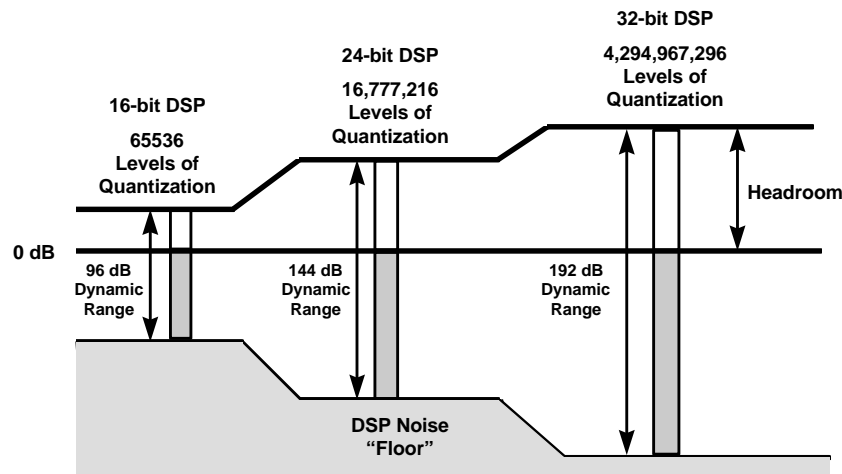 16-bit DSP
65536
Levels of
Quantization
24-bit DSP
16,777,216
Levels of
Quantization
32-bit DSP
4,294,967,296
Levels of
Quantization
Headroom
0 dB
96 dB
Dynamic
Range
144 dB
Dynamic
Range
192 dB
Dynamic
Range
DSP Noise
“Floor”